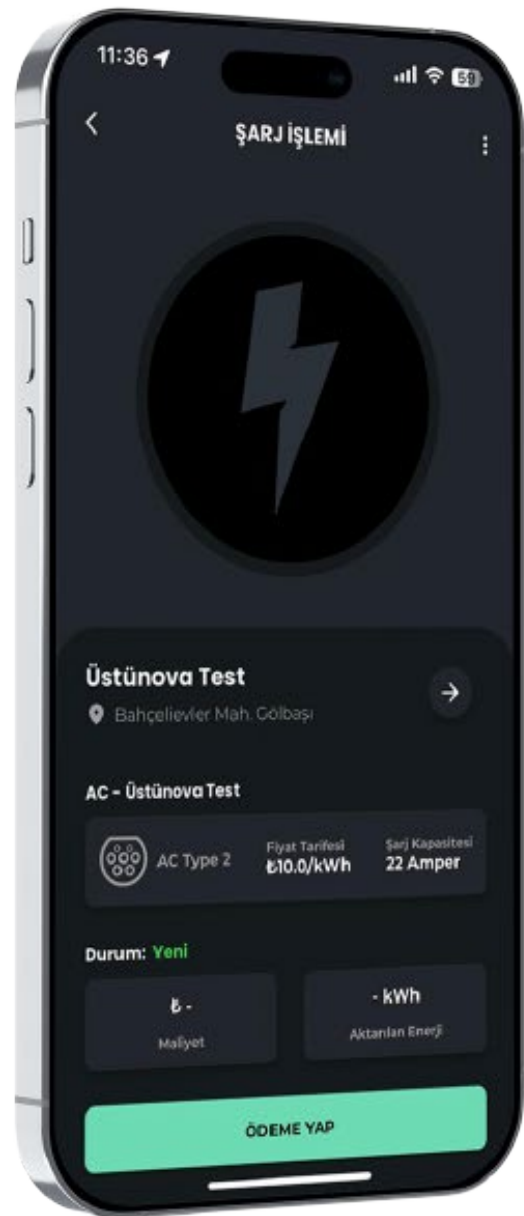 11:36
59
ŞARJ İŞLEMİ
Üstünova Test
Bahçelievler Mah. Gölbaşı
AC - Üstünova Test
AC Type 2
Fiyat Tarifesi
₺10.0/kWh
Şarj Kapasitesi
22 Amper
Durum: Yeni
₺ -
Maliyet
- kWh
Aktarılan Enerji
ÖDEME YAP